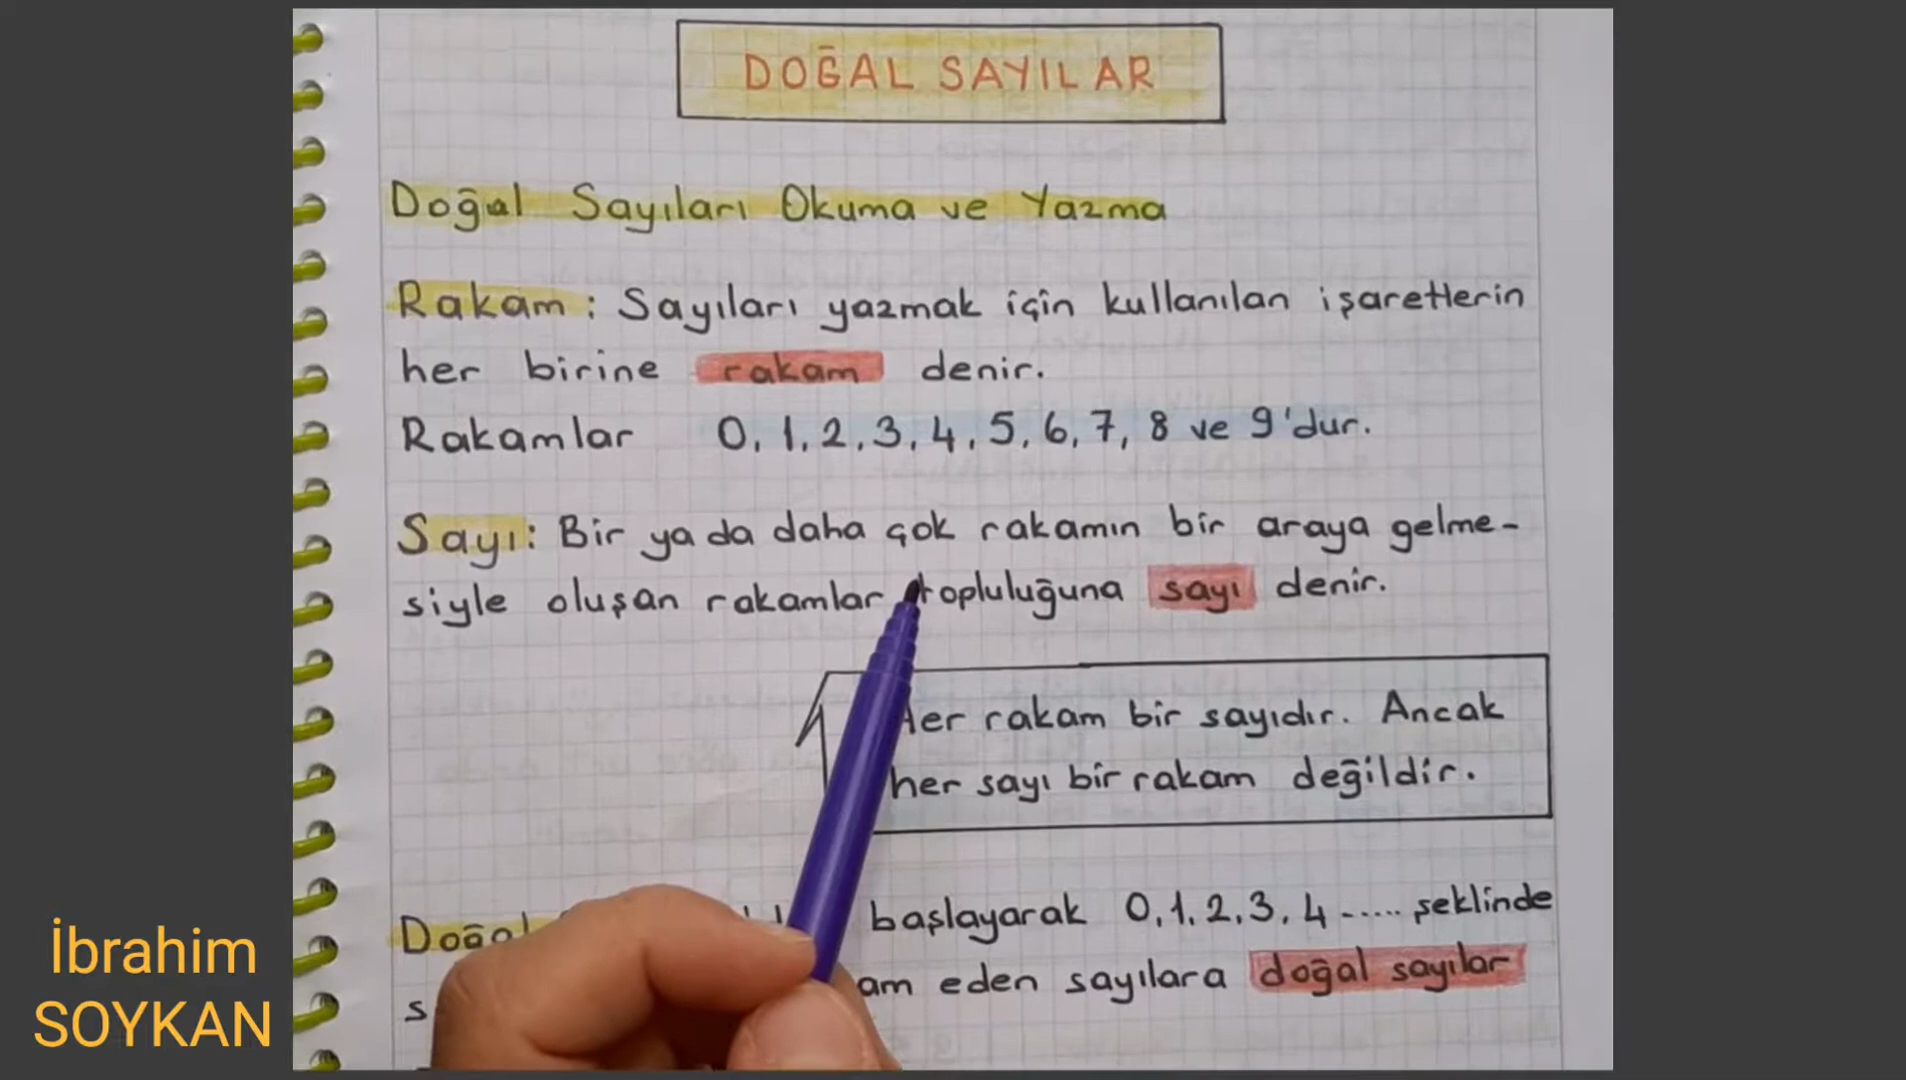 DOĞAL SAYILAR
Doğal Sayıları Okuma ve Yazma
Rakam: Sayıları yazmak için kullanılan işaretlerin
her birine rakam denir.
Rakamlar 0, 1, 2, 3, 4, 5, 6, 7, 8 ve 9'dur.
Sayı: Bir ya da daha çok rakamın bir araya gelme-
siyle oluşan rakamlar topluluğuna sayı denir.
Her rakam bir sayıdır. Ancak
her sayı bir rakam değildir.
Doğal başlayarak 0, 1, 2, 3, 4 ..... şeklinde
eden sayılara doğal sayılar
İbrahim
SOYKAN